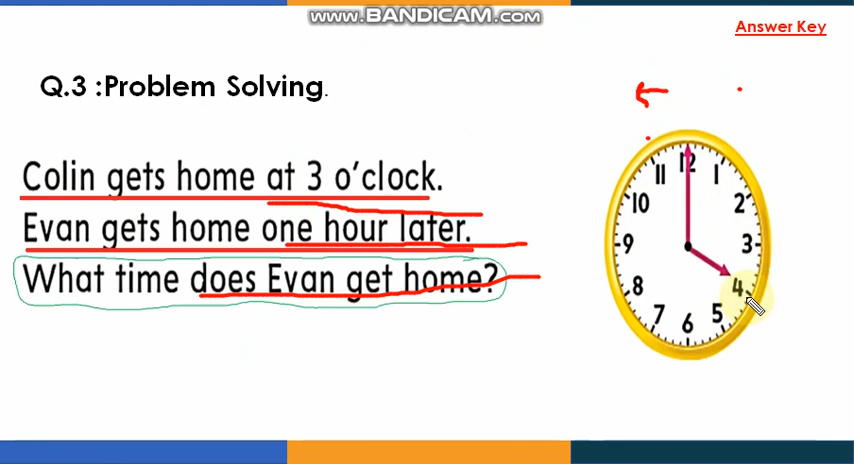 www.BANDICAM.com
Answer Key
Q.3 :Problem Solving.
Colin gets home at 3 o’clock.
Evan gets home one hour later.
What time does Evan get home?
12
11 1
10 2
9 3
8 4
7 5
6